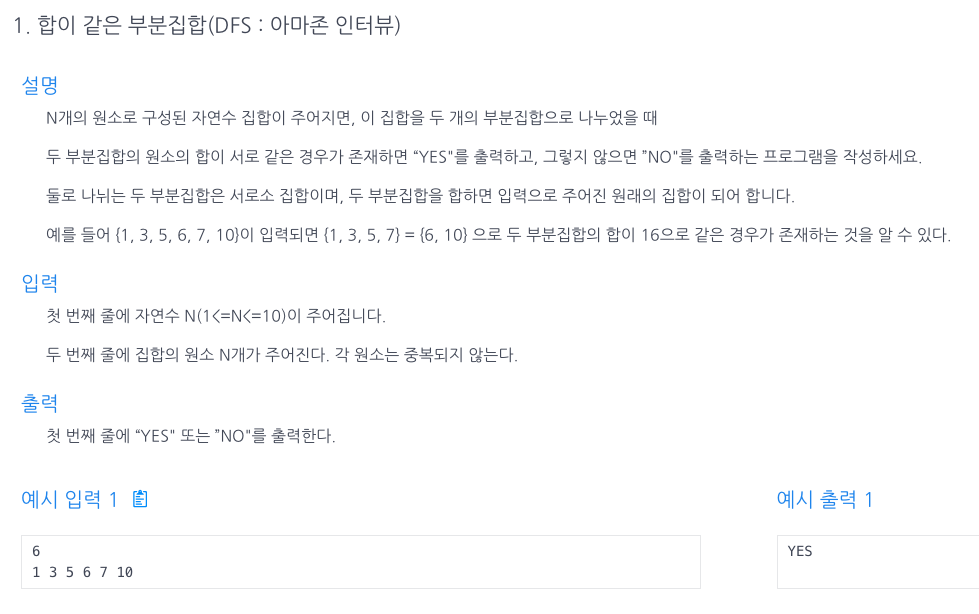 1. 합이 같은 부분집합(DFS : 아마존 인터뷰)
설명
N개의 원소로 구성된 자연수 집합이 주어지면, 이 집합을 두 개의 부분집합으로 나누었을 때
두 부분집합의 원소의 합이 서로 같은 경우가 존재하면 “YES"를 출력하고, 그렇지 않으면 ”NO"를 출력하는 프로그램을 작성하세요.
둘로 나뉘는 두 부분집합은 서로소 집합이며, 두 부분집합을 합하면 입력으로 주어진 원래의 집합이 되어 합니다.
예를 들어 {1, 3, 5, 6, 7, 10}이 입력되면 {1, 3, 5, 7} = {6, 10} 으로 두 부분집합의 합이 16으로 같은 경우가 존재하는 것을 알 수 있다.
입력
첫 번째 줄에 자연수 N(1<=N<=10)이 주어집니다.
두 번째 줄에 집합의 원소 N개가 주어진다. 각 원소는 중복되지 않는다.
출력
첫 번째 줄에 “YES" 또는 ”NO"를 출력한다.
예시 입력 1
예시 출력 1
6
1 3 5 6 7 10
YES